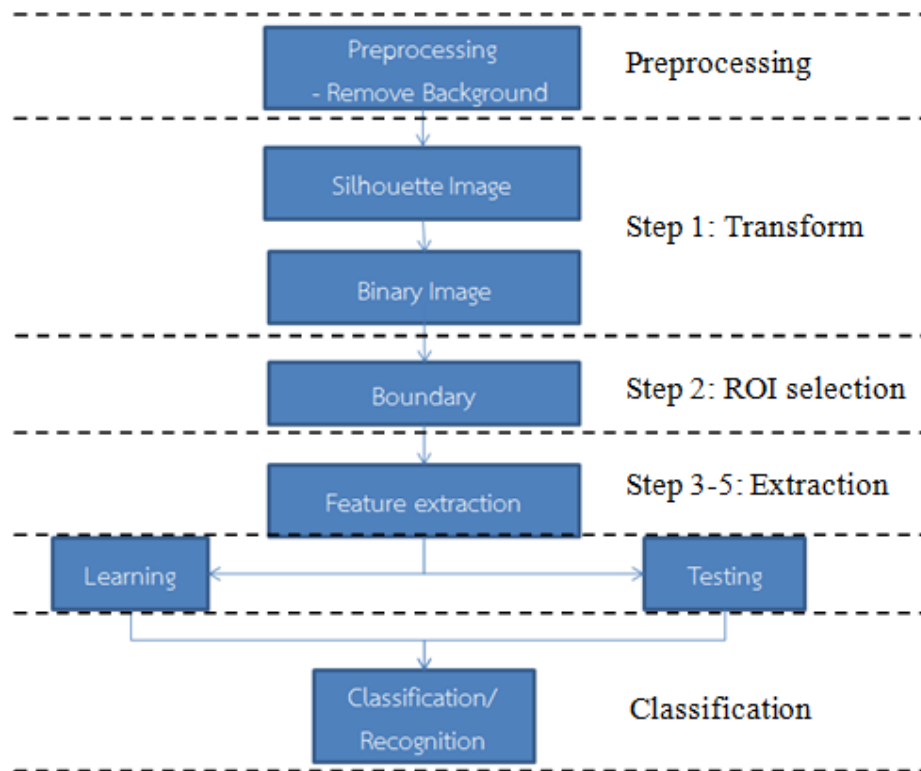 Preprocessing
- Remove Background
Preprocessing
Silhouette Image
Step 1: Transform
Binary Image
Boundary
Step 2: ROI selection
Feature extraction
Step 3-5: Extraction
Learning
Testing
Classification/
Recognition
Classification